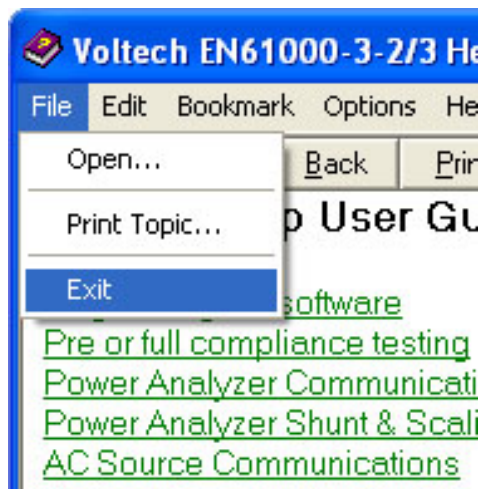 Voltech EN61000-3-2/3 He
File Edit Bookmark Options He
Open...
Back Prin
Print Topic...
p User Gu
Exit
software
Pre or full compliance testing
Power Analyzer Communicati
Power Analyzer Shunt & Scali
AC Source Communications